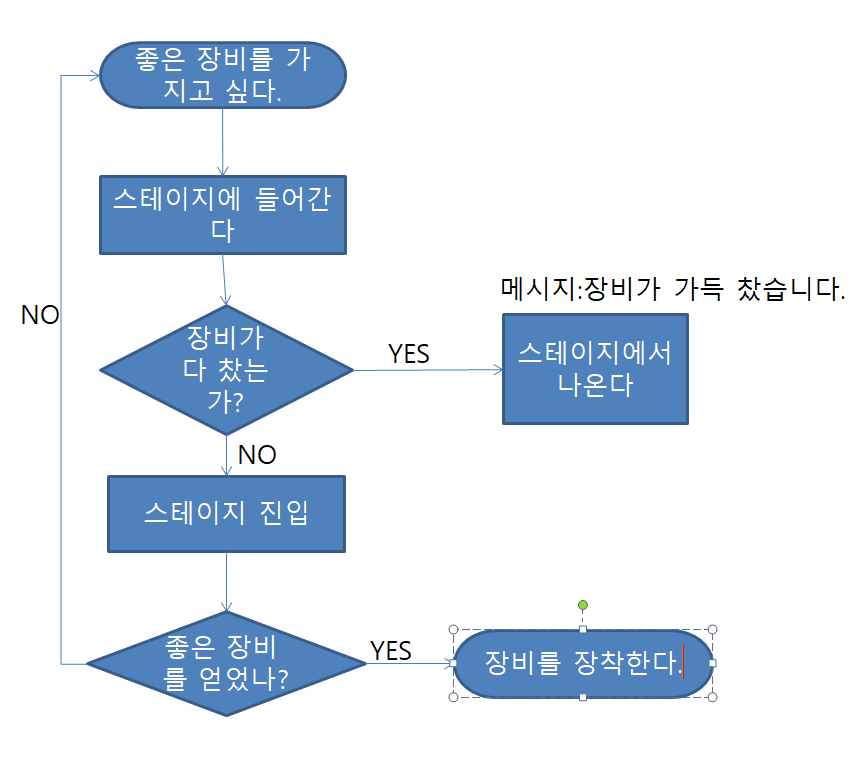 좋은 장비를 가
지고 싶다.
스테이지에 들어간
다
메시지:장비가 가득 찼습니다.
NO
장비가
다 찼는
가?
YES
스테이지에서
나온다
NO
스테이지 진입
좋은 장비
를 얻었나?
YES
장비를 장착한다.